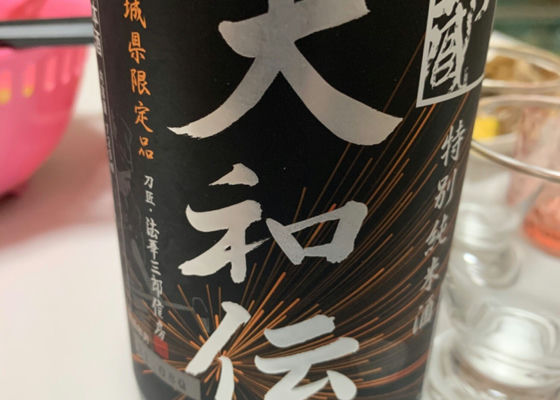 大和伝
特別純米酒
城県限定品
刀匠・法華三郎信房